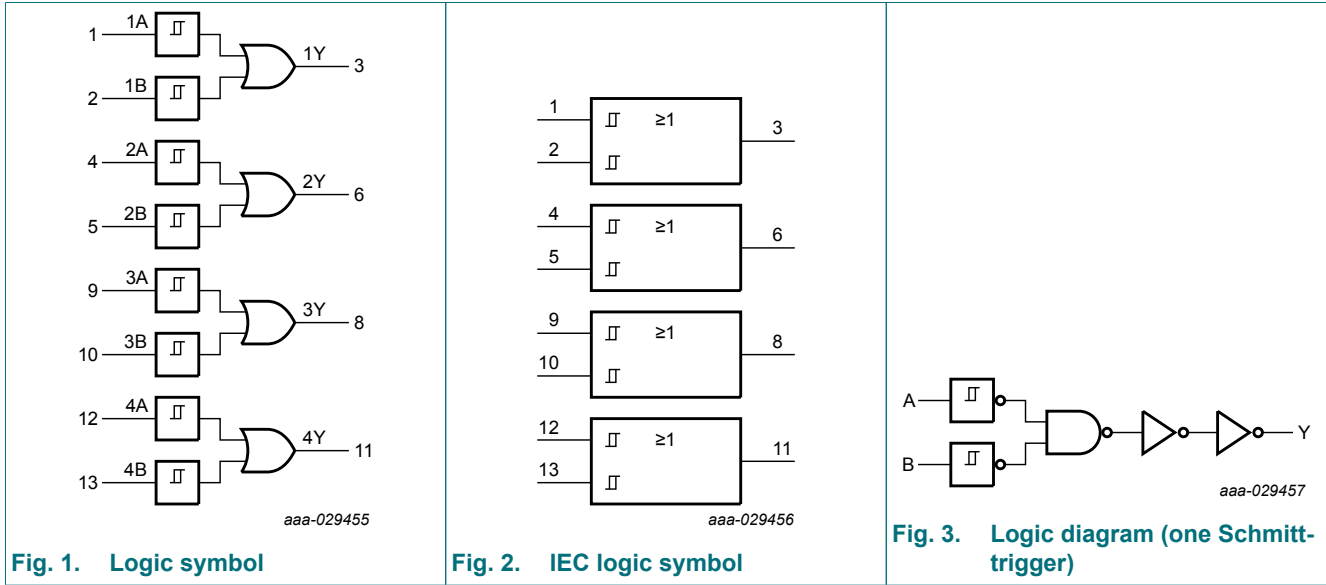 1A
1
1Y
3
1B
2
2A
4
2Y
6
2B
5
3A
9
3Y
8
3B
10
4A
12
4Y
11
4B
13
aaa-029455
Fig. 1. Logic symbol
1
≥1
3
2
4
≥1
6
5
9
≥1
8
10
12
≥1
11
13
aaa-029456
Fig. 2. IEC logic symbol
A
Y
B
aaa-029457
Fig. 3. Logic diagram (one Schmitt-
trigger)